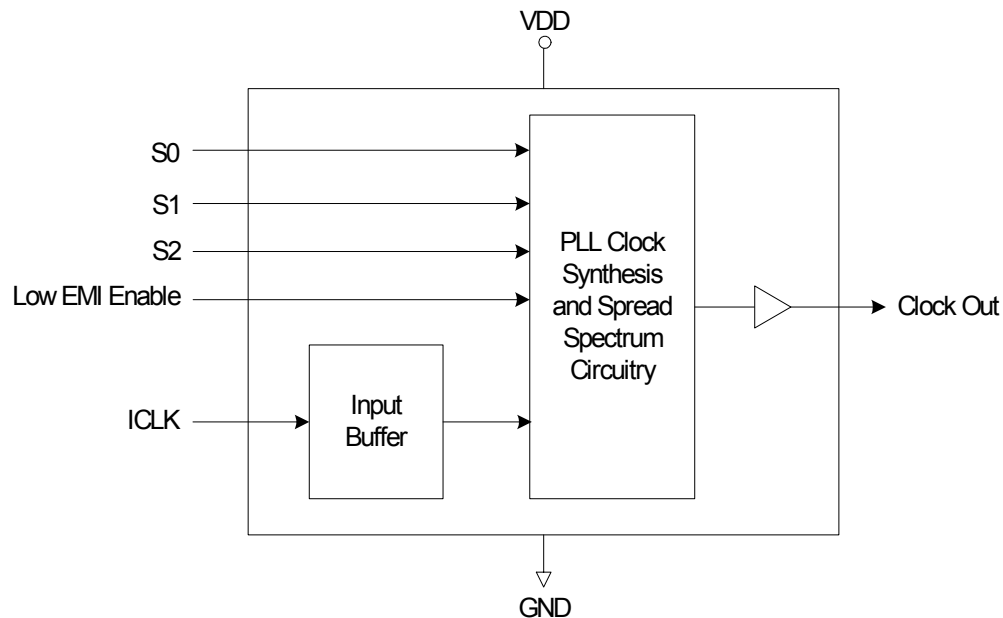 VDD
S0
S1
S2
Low EMI Enable
PLL Clock
Synthesis
and Spread
Spectrum
Circuitry
Clock Out
ICLK
Input
Buffer
GND